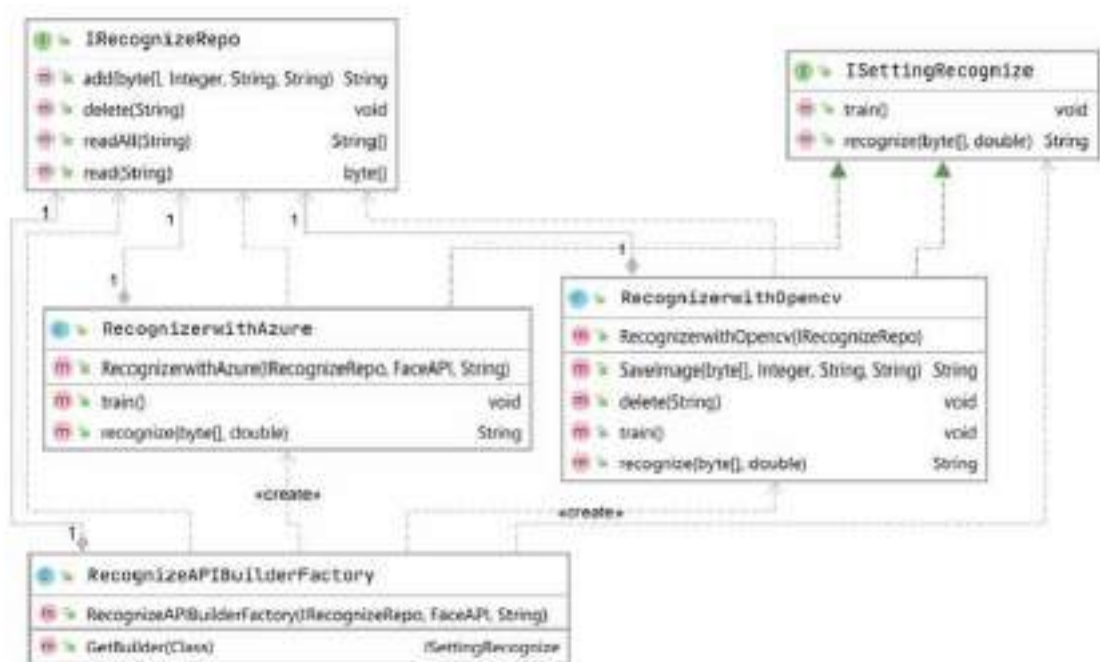 IRecognizeRepo
add(byte[], Integer, String, String) String
delete(String) void
readAll(String) String[]
read(String) byte[]
ISettingRecognize
train() void
recognize(byte[], double) String
1
1
1
1
1
RecognizerwithOpencv
RecognizerwithOpencv(IRecognizeRepo)
SaveImage(byte[], Integer, String, String) String
delete(String) void
train() void
recognize(byte[], double) String
RecognizerwithAzure
RecognizerwithAzure(IRecognizeRepo, FaceAPI, String)
train() void
recognize(byte[], double) String
«create»
«create»
1
RecognizeAPIBuilderFactory
RecognizeAPIBuilderFactory(IRecognizeRepo, FaceAPI, String)
GetBuilder(Class) ISettingRecognize